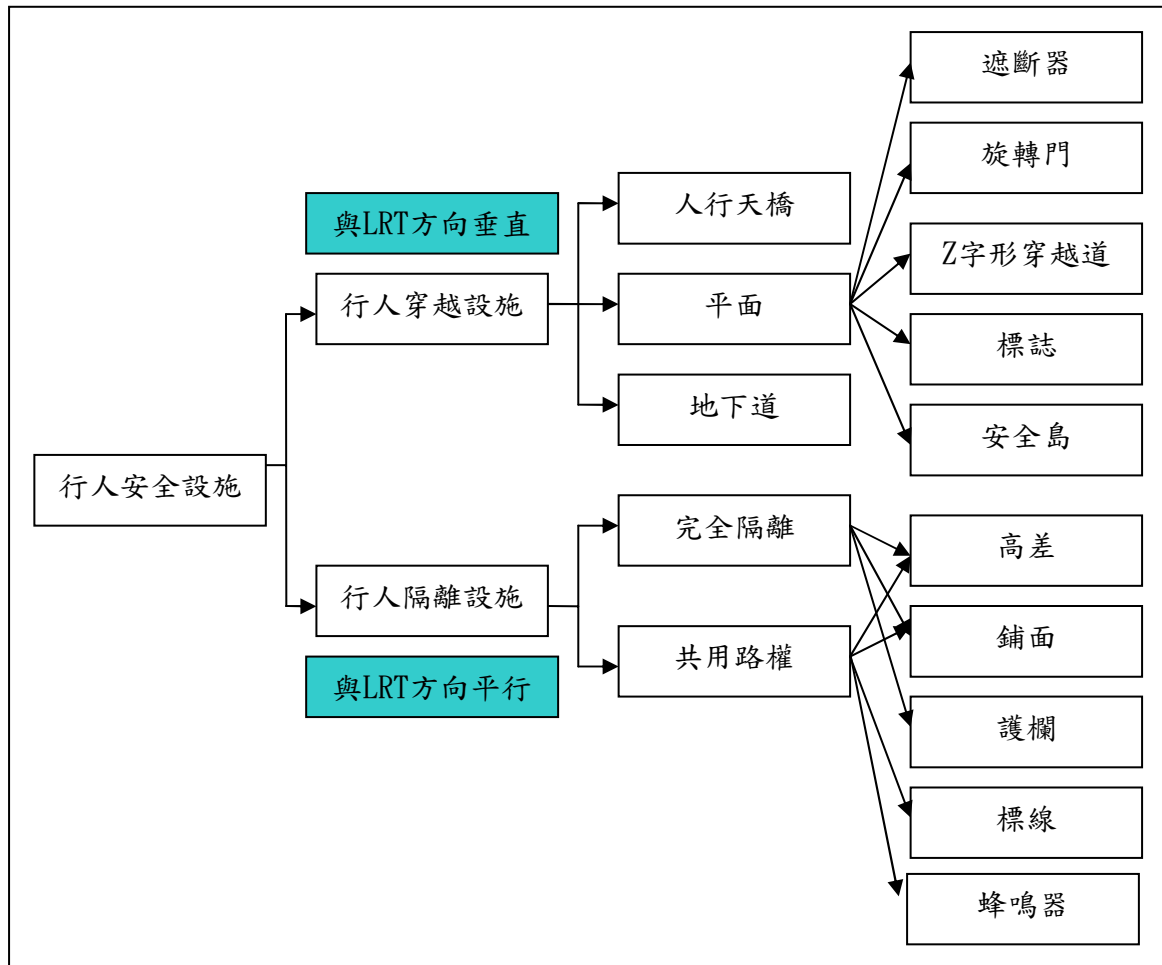 遮斷器
旋轉門
與LRT方向垂直
人行天橋
Z字形穿越道
行人穿越設施
平面
標誌
地下道
安全島
行人安全設施
完全隔離
高差
行人隔離設施
鋪面
共用路權
與LRT方向平行
護欄
標線
蜂鳴器